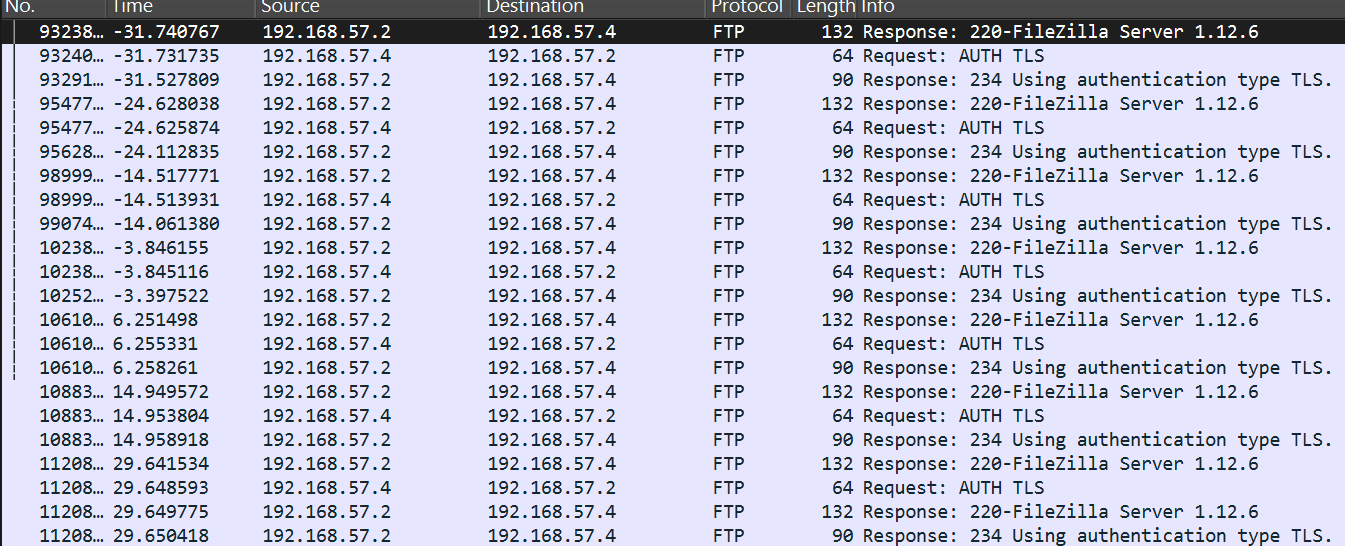 No. Time Source Destination Protocol Length Info
93238… -31.740767 192.168.57.2 192.168.57.4 FTP 132 Response: 220-FileZilla Server 1.12.6
93240… -31.731735 192.168.57.4 192.168.57.2 FTP 64 Request: AUTH TLS
93291… -31.527809 192.168.57.2 192.168.57.4 FTP 90 Response: 234 Using authentication type TLS.
95477… -24.628038 192.168.57.2 192.168.57.4 FTP 132 Response: 220-FileZilla Server 1.12.6
95477… -24.625874 192.168.57.4 192.168.57.2 FTP 64 Request: AUTH TLS
95628… -24.112835 192.168.57.2 192.168.57.4 FTP 90 Response: 234 Using authentication type TLS.
98999… -14.517771 192.168.57.2 192.168.57.4 FTP 132 Response: 220-FileZilla Server 1.12.6
98999… -14.513931 192.168.57.4 192.168.57.2 FTP 64 Request: AUTH TLS
99074… -14.061380 192.168.57.2 192.168.57.4 FTP 90 Response: 234 Using authentication type TLS.
10238… -3.846155 192.168.57.2 192.168.57.4 FTP 132 Response: 220-FileZilla Server 1.12.6
10238… -3.845116 192.168.57.4 192.168.57.2 FTP 64 Request: AUTH TLS
10252… -3.397522 192.168.57.2 192.168.57.4 FTP 90 Response: 234 Using authentication type TLS.
10610… 6.251498 192.168.57.2 192.168.57.4 FTP 132 Response: 220-FileZilla Server 1.12.6
10610… 6.255331 192.168.57.4 192.168.57.2 FTP 64 Request: AUTH TLS
10610… 6.258261 192.168.57.2 192.168.57.4 FTP 90 Response: 234 Using authentication type TLS.
10883… 14.949572 192.168.57.2 192.168.57.4 FTP 132 Response: 220-FileZilla Server 1.12.6
10883… 14.953804 192.168.57.4 192.168.57.2 FTP 64 Request: AUTH TLS
10883… 14.958918 192.168.57.2 192.168.57.4 FTP 90 Response: 234 Using authentication type TLS.
11208… 29.641534 192.168.57.2 192.168.57.4 FTP 132 Response: 220-FileZilla Server 1.12.6
11208… 29.648593 192.168.57.4 192.168.57.2 FTP 64 Request: AUTH TLS
11208… 29.649775 192.168.57.2 192.168.57.4 FTP 132 Response: 220-FileZilla Server 1.12.6
11208… 29.650418 192.168.57.2 192.168.57.4 FTP 90 Response: 234 Using authentication type TLS.